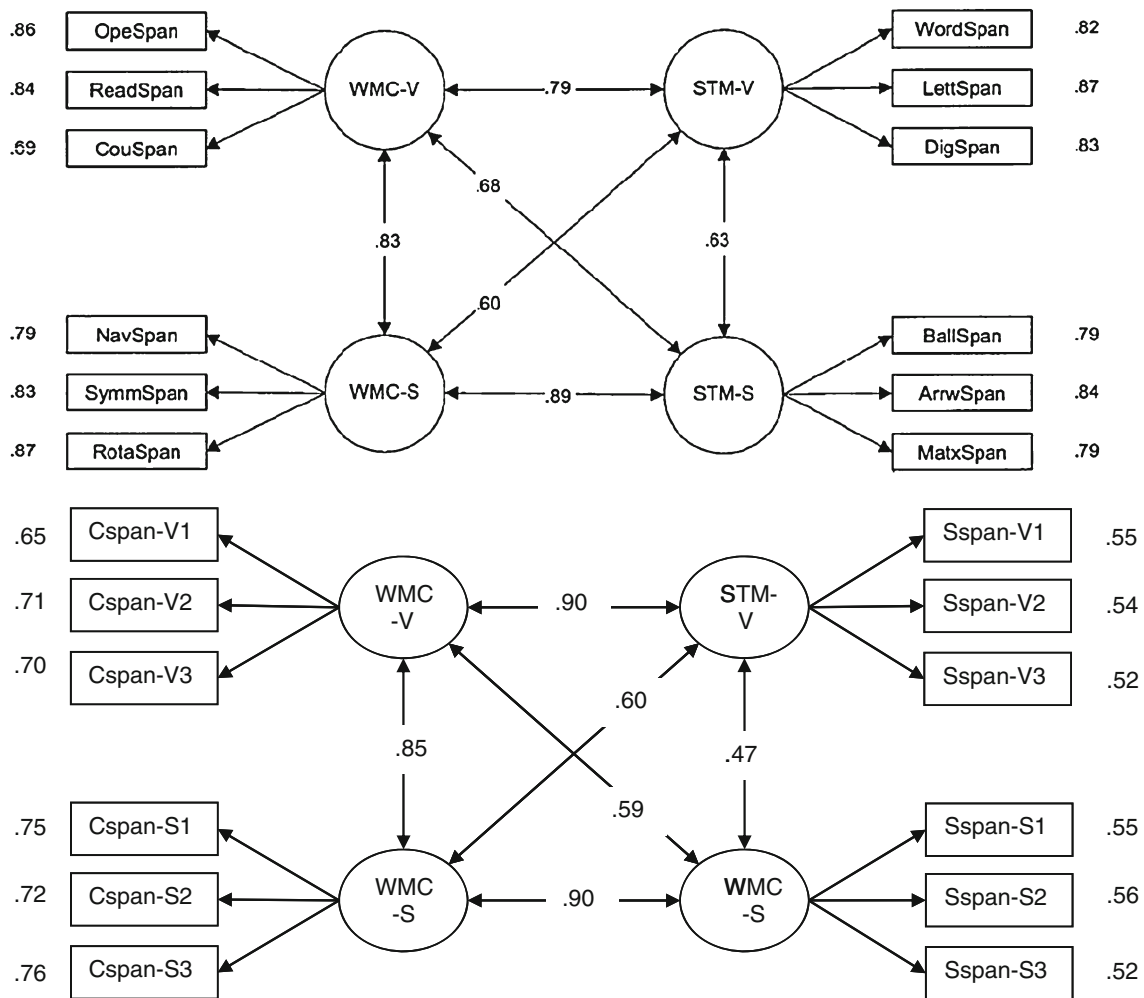 .86 OpeSpan WordSpan .82
.84 ReadSpan WMC-V .79 STM-V LettSpan .87
.69 CouSpan DigSpan .83
.68
.83 .63
.60
.79 NavSpan BallSpan .79
.83 SymmSpan WMC-S .89 STM-S ArrwSpan .84
.87 RotaSpan MatxSpan .79
.65 Cspan-V1 Sspan-V1 .55
.71 Cspan-V2 WMC .90 STM- Sspan-V2 .54
-V V
.70 Cspan-V3 Sspan-V3 .52
.60
.85 .47
.59
.75 Cspan-S1 Sspan-S1 .55
.72 Cspan-S2 WMC .90 WMC Sspan-S2 .56
-S -S
.76 Cspan-S3 Sspan-S3 .52